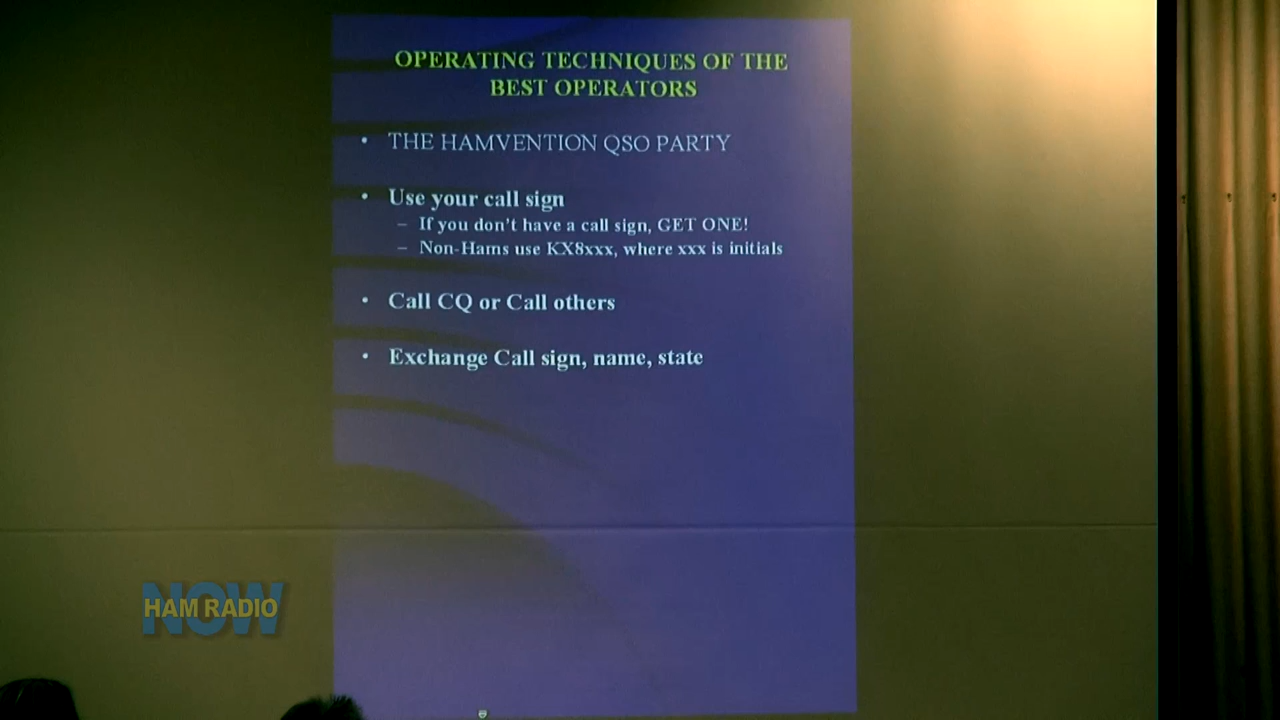 OPERATING TECHNIQUES OF THE
BEST OPERATORS
• THE HAMVENTION QSO PARTY
• Use your call sign
– If you don't have a call sign, GET ONE!
– Non-Hams use KX8xxx, where xxx is initials
• Call CQ or Call others
• Exchange Call sign, name, state
NOW
HAM RADIO